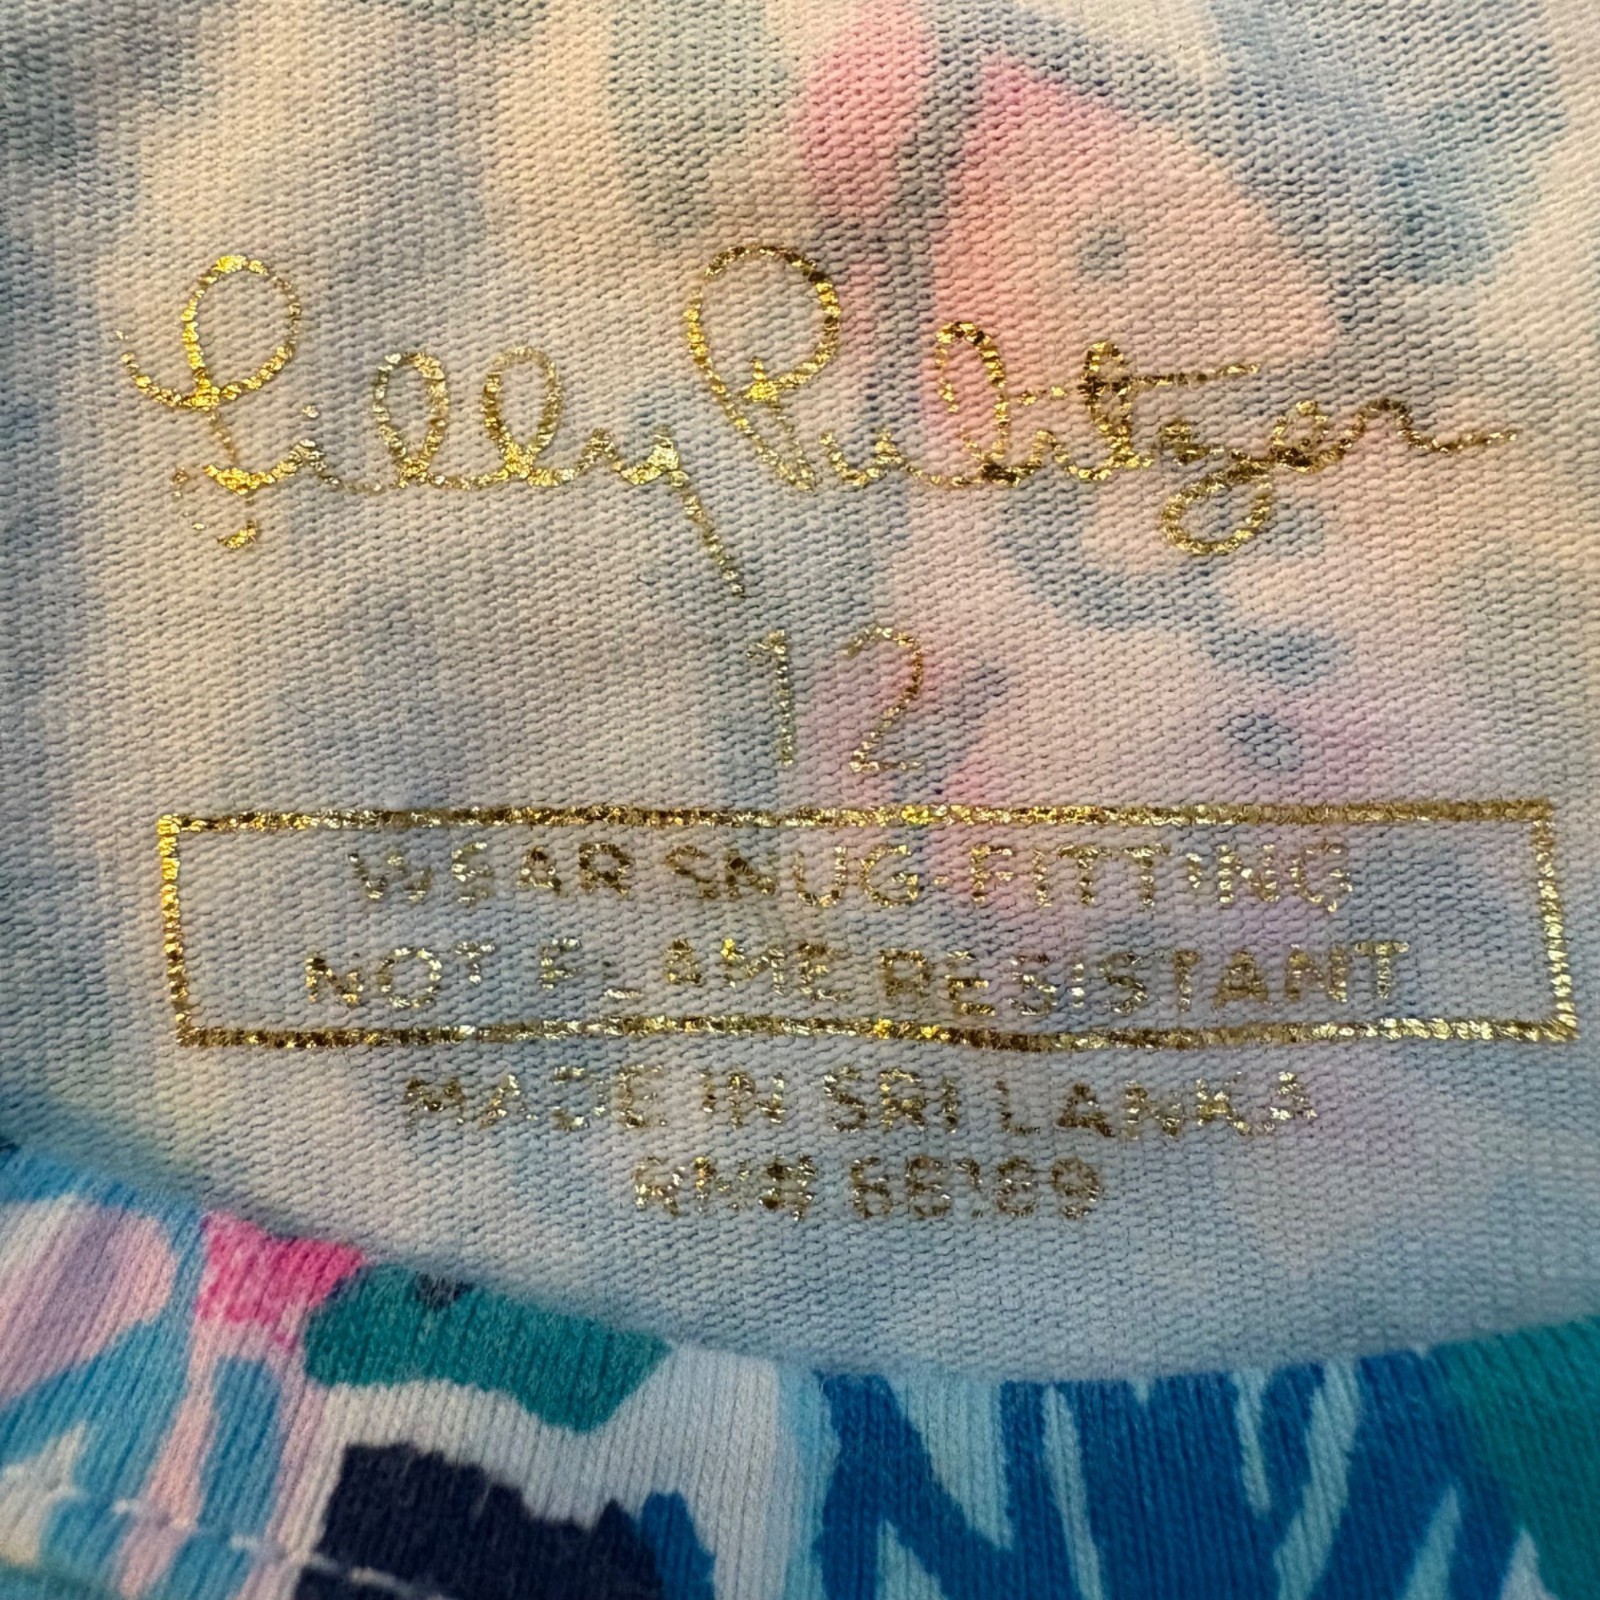 Lilly Pulitzer
12
WEAR SNUG-FITTING
NOT FLAME RESISTANT
MADE IN SRI LANKA
RN# 66189